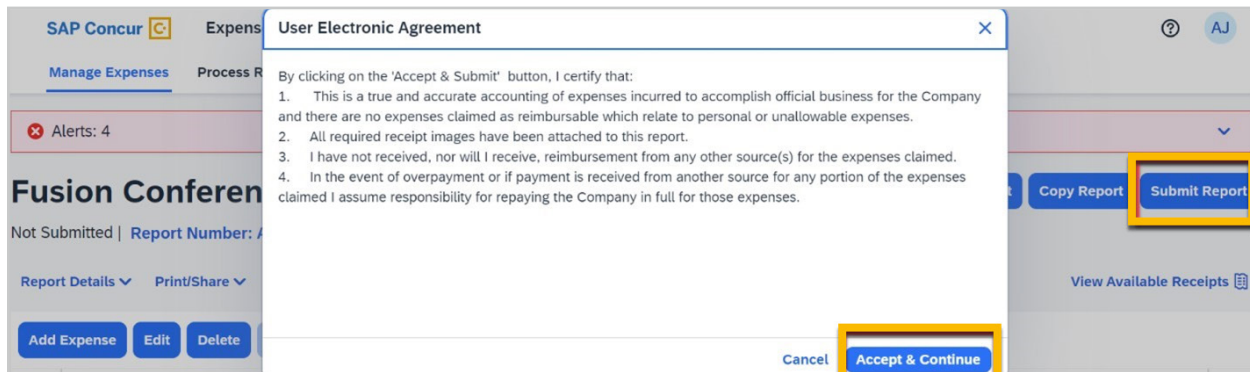 SAP Concur C Expens
User Electronic Agreement
AJ
Manage Expenses Process R
By clicking on the 'Accept & Submit' button, I certify that:
1. This is a true and accurate accounting of expenses incurred to accomplish official business for the Company
and there are no expenses claimed as reimbursable which relate to personal or unallowable expenses.
2. All required receipt images have been attached to this report.
3. I have not received, nor will I receive, reimbursement from any other source(s) for the expenses claimed.
4. In the event of overpayment or if payment is received from another source for any portion of the expenses
claimed I assume responsibility for repaying the Company in full for those expenses.
Alerts: 4
Fusion Conferen
Copy Report Submit Report
Not Submitted | Report Number:
Report Details Print/Share
View Available Receipts
Add Expense Edit Delete
Cancel Accept & Continue